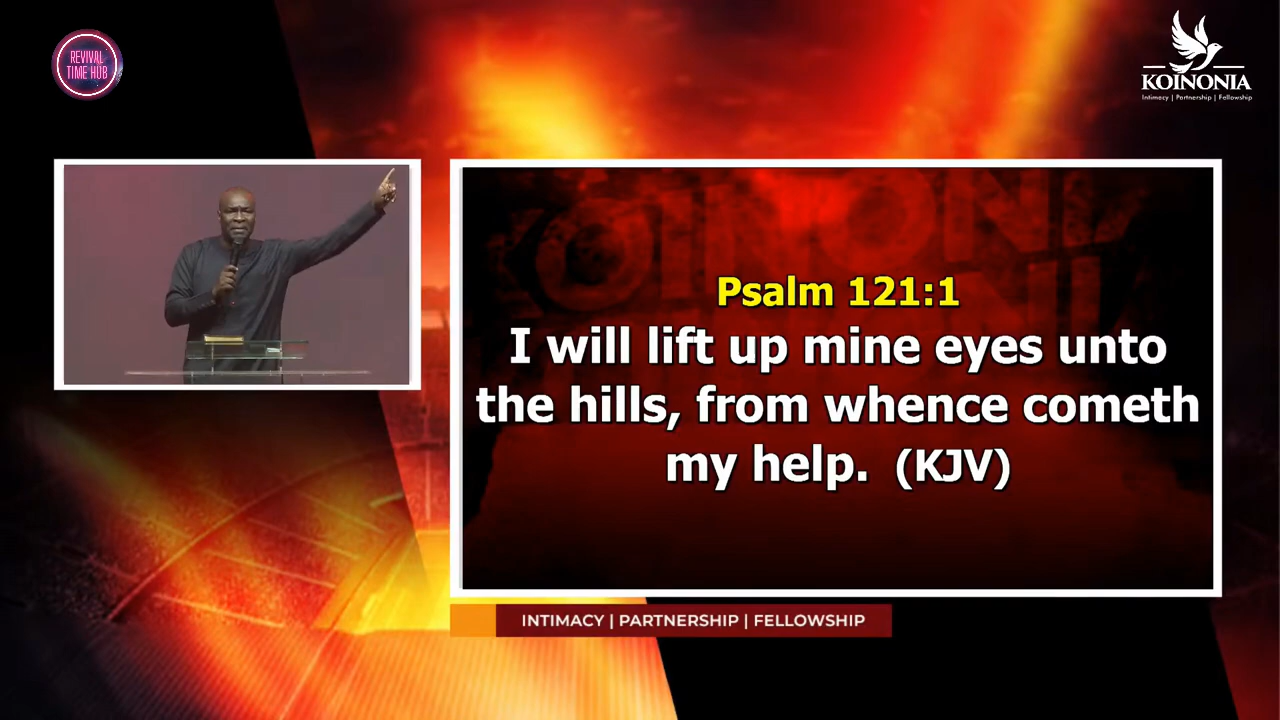 REVIVAL
TIME HUB
KOINONIA
Intimacy | Partnership | Fellowship
KOINONIA
Psalm 121:1
I will lift up mine eyes unto
the hills, from whence cometh
my help. (KJV)
INTIMACY | PARTNERSHIP | FELLOWSHIP